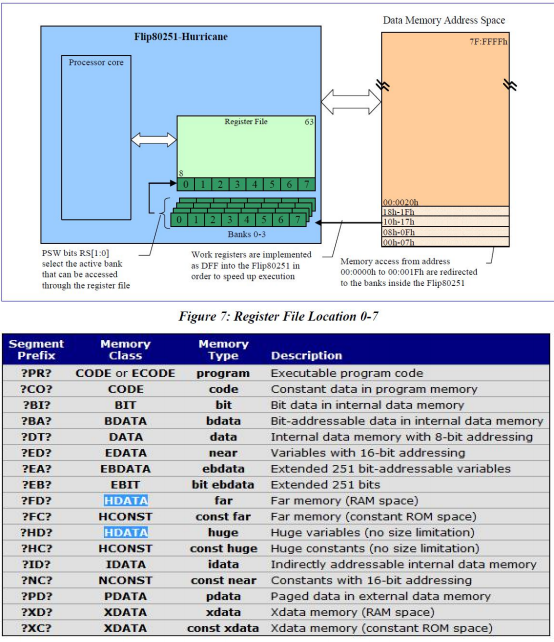 Data Memory Address Space
Flip80251-Hurricane
7F:FFFFh
Processor core
Register File 63
8
0 1 2 3 4 5 6 7
0 1 2 3 4 5 6 7
Banks 0-3
00:0020h
18h-1Fh
10h-17h
08h-0Fh
00h-07h
PSW bits RS[1:0]
select the active bank
that can be accessed
through the register file
Work registers are implemented
as DFF into the Flip80251 in
order to speed up execution
Memory access from address
00:0000h to 00:001Fh are redirected
to the banks inside the Flip80251
Figure 7: Register File Location 0-7
Segment Prefix Memory Class Memory Type Description
?PR? CODE or ECODE program Executable program code
?CO? CODE code Constant data in program memory
?BI? BIT bit Bit data in internal data memory
?BA? BDATA bdata Bit-addressable data in internal data memory
?DT? DATA data Internal data memory with 8-bit addressing
?ED? EDATA near Variables with 16-bit addressing
?EA? EBDATA ebdata Extended 251 bit-addressable variables
?EB? EBIT bit ebdata Extended 251 bits
?FD? HDATA far Far memory (RAM space)
?FC? HCONST const far Far memory (constant ROM space)
?HD? HDATA huge Huge variables (no size limitation)
?HC? HCONST const huge Huge constants (no size limitation)
?ID? IDATA idata Indirectly addressable internal data memory
?NC? NCONST const near Constants with 16-bit addressing
?PD? PDATA pdata Paged data in external data memory
?XD? XDATA xdata Xdata memory (RAM space)
?XC? XDATA const xdata Xdata memory (constant ROM space)